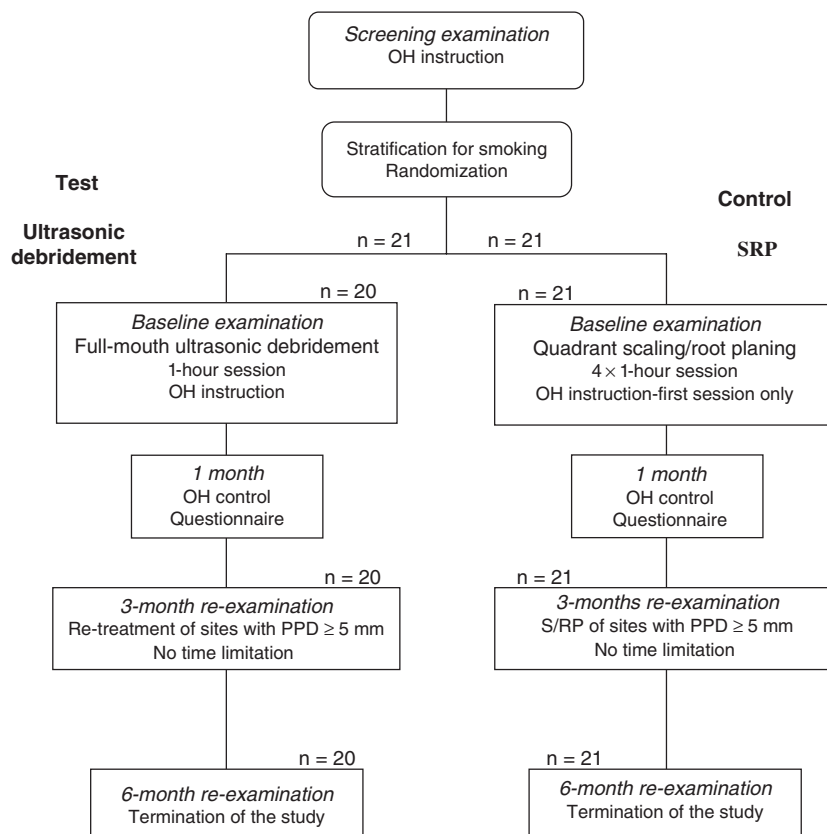 Screening examination
OH instruction
Stratification for smoking
Randomization
Test
Ultrasonic
debridement
Control
SRP
n = 21
n = 21
n = 20
Baseline examination
Full-mouth ultrasonic debridement
1-hour session
OH instruction
n = 21
Baseline examination
Quadrant scaling/root planing
4 × 1-hour session
OH instruction-first session only
1 month
OH control
Questionnaire
1 month
OH control
Questionnaire
n = 20
3-month re-examination
Re-treatment of sites with PPD ≥ 5 mm
No time limitation
n = 21
3-months re-examination
S/RP of sites with PPD ≥ 5 mm
No time limitation
n = 20
6-month re-examination
Termination of the study
n = 21
6-month re-examination
Termination of the study